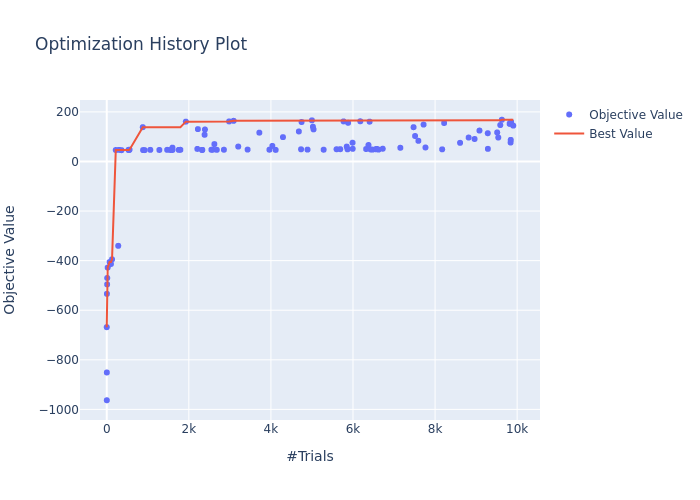 Optimization History Plot
Objective Value
Best Value
200
0
−200
−400
−600
−800
−1000
0
2k
4k
6k
8k
10k
Objective Value
#Trials